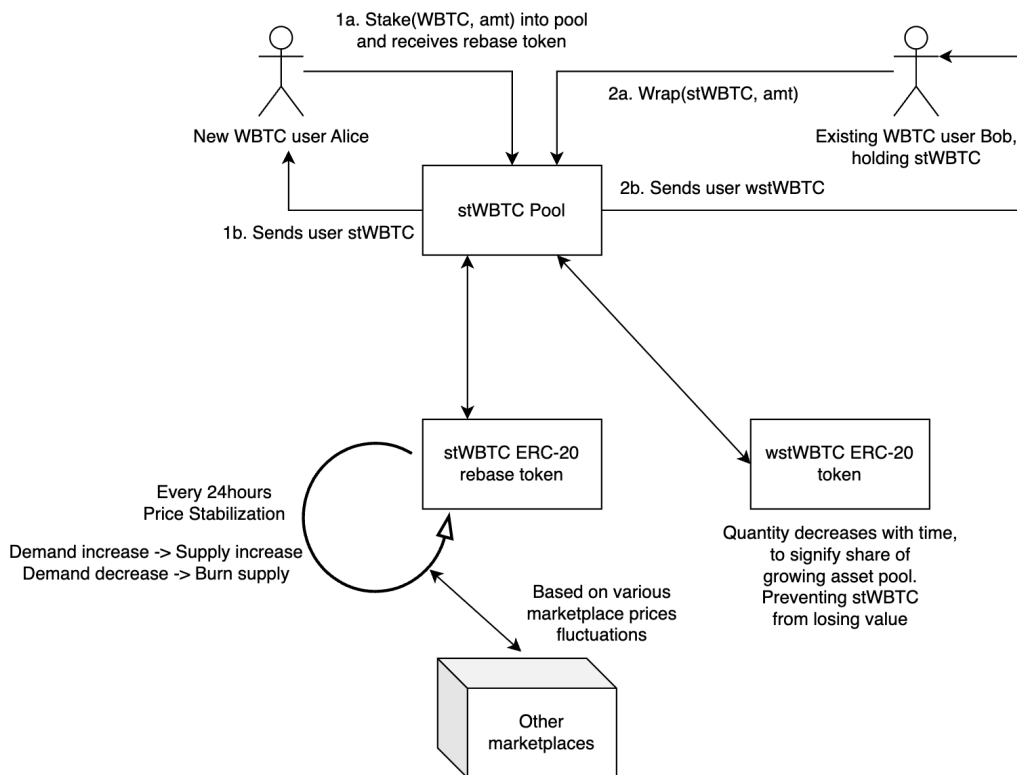 1a. Stake(WBTC, amt) into pool
and receives rebase token
2a. Wrap(stWBTC, amt)
New WBTC user Alice
Existing WBTC user Bob,
holding stWBTC
stWBTC Pool
2b. Sends user wstWBTC
1b. Sends user stWBTC
stWBTC ERC-20
rebase token
wstWBTC ERC-20
token
Every 24hours
Price Stabilization
Demand increase -> Supply increase
Demand decrease -> Burn supply
Quantity decreases with time,
to signify share of
growing asset pool.
Preventing stWBTC
from losing value
Based on various
marketplace prices
fluctuations
Other
marketplaces